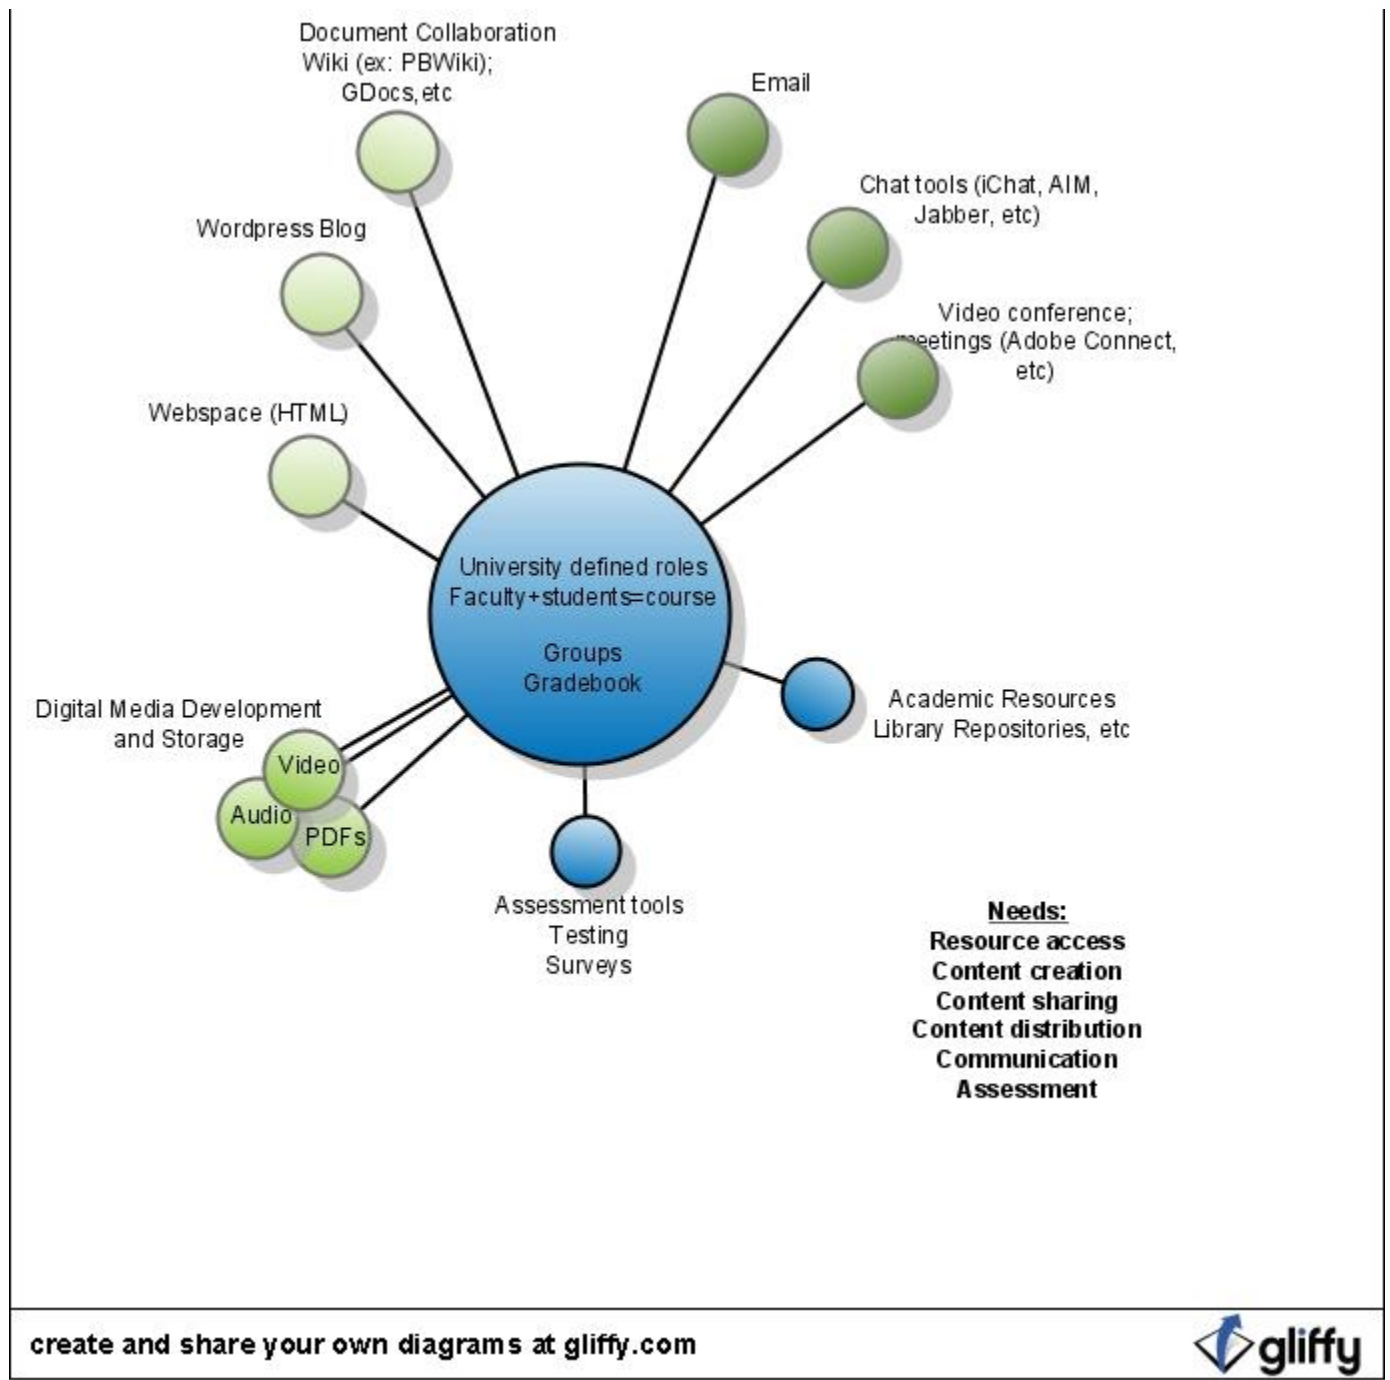 Document Collaboration
Wiki (ex: PBWiki);
GDocs,etc
Email
Chat tools (iChat, AIM,
Jabber, etc)
Wordpress Blog
Video conference;
meetings (Adobe Connect,
etc)
Webspace (HTML)
University defined roles
Faculty+students=course
Groups
Gradebook
Digital Media Development
and Storage
Video
Audio
PDFs
Academic Resources
Library Repositories, etc
Assessment tools
Testing
Surveys
Needs:
Resource access
Content creation
Content sharing
Content distribution
Communication
Assessment
create and share your own diagrams at gliffy.com
gliffy